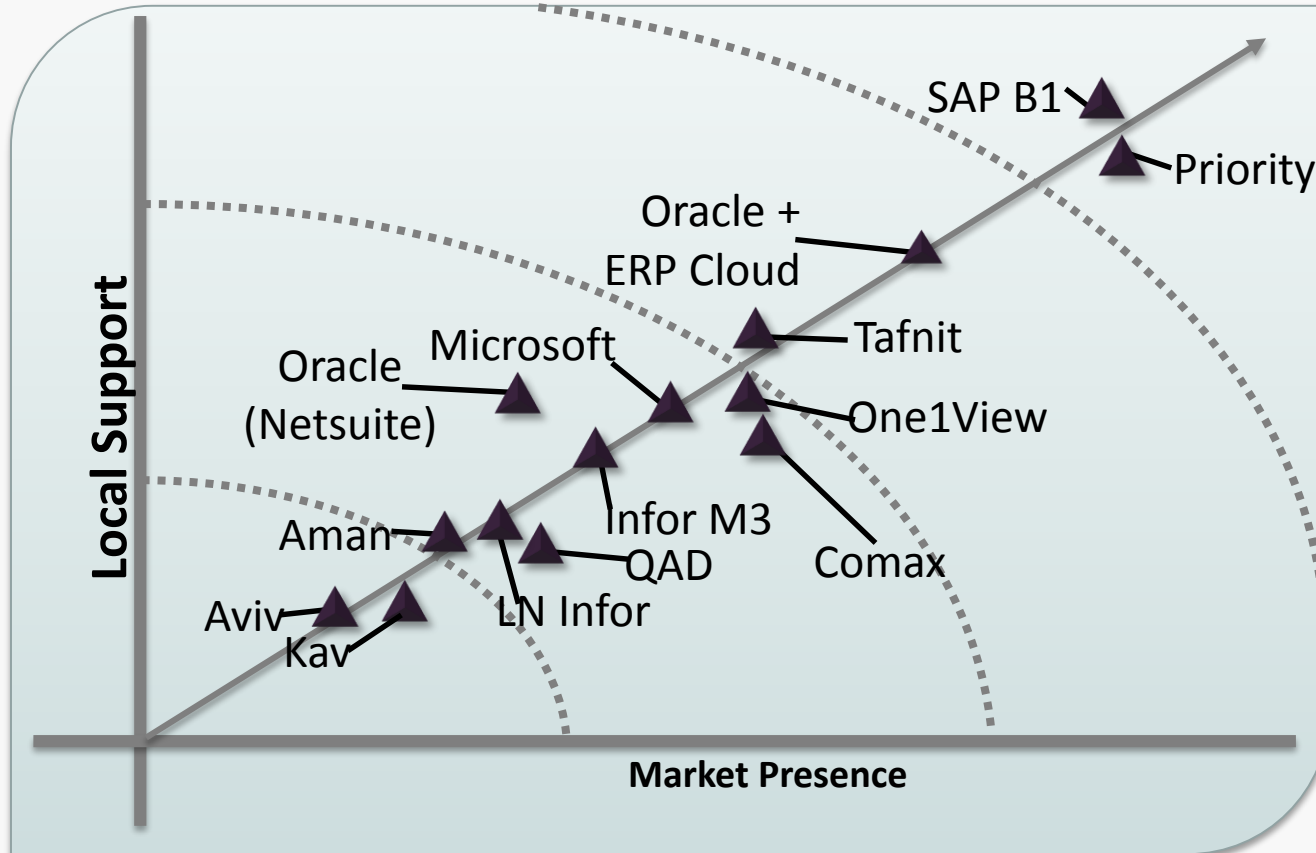 SAP B1
Priority
Oracle +
ERP Cloud
Tafnit
Microsoft
Oracle
(Netsuite)
One1View
Infor M3
Aman
QAD
Comax
LN Infor
Aviv
Kav
Local Support
Market Presence